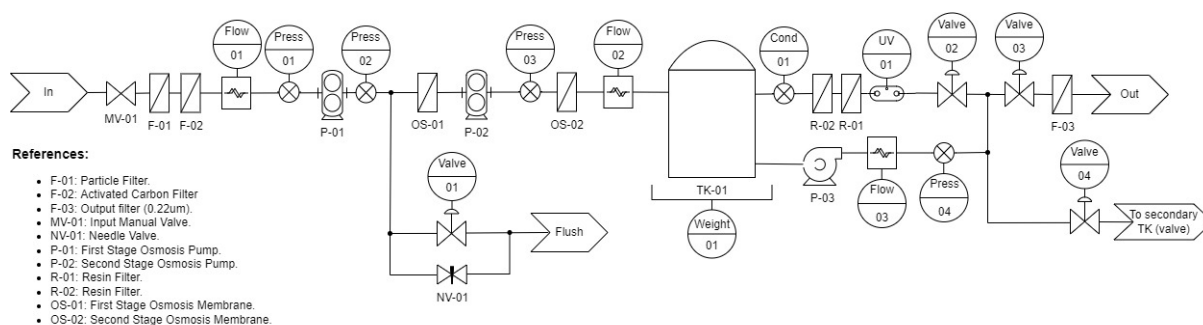 Flow
01
Press
01
Press
02
Press
03
Flow
02
Cond
01
UV
01
Valve
02
Valve
03
In
MV-01
F-01
F-02
P-01
OS-01
P-02
OS-02
R-02
R-01
F-03
Out
References:
F-01: Particle Filter.
F-02: Activated Carbon Filter
F-03: Output filter (0.22um).
MV-01: Input Manual Valve.
NV-01: Needle Valve.
P-01: First Stage Osmosis Pump.
P-02: Second Stage Osmosis Pump.
R-01: Resin Filter.
R-02: Resin Filter.
OS-01: First Stage Osmosis Membrane.
OS-02: Second Stage Osmosis Membrane.
Valve
01
Flush
NV-01
TK-01
Weight
01
P-03
Flow
03
Press
04
Valve
04
To secondary
TK (valve)